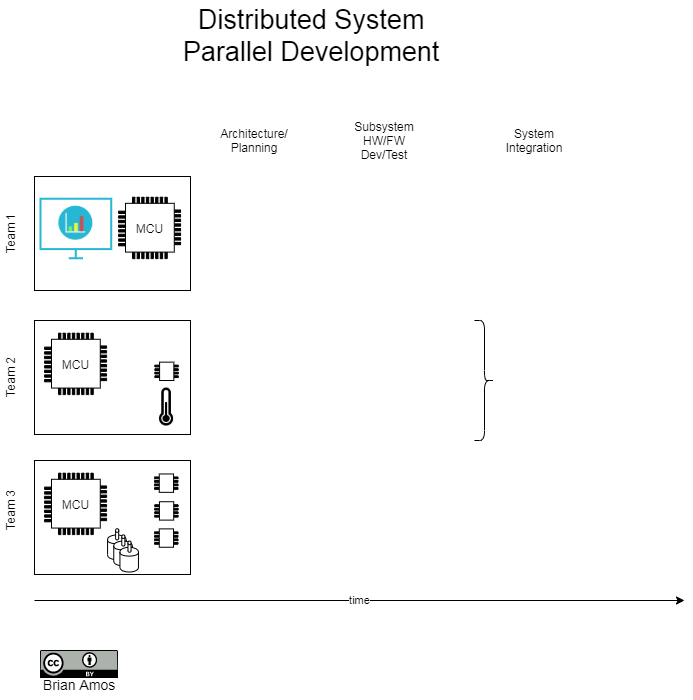 Distributed System
Parallel Development
Architecture/
Planning
Subsystem
HW/FW
Dev/Test
System
Integration
Team 1
MCU
Team 2
MCU
Team 3
MCU
time
cc
BY
Brian Amos